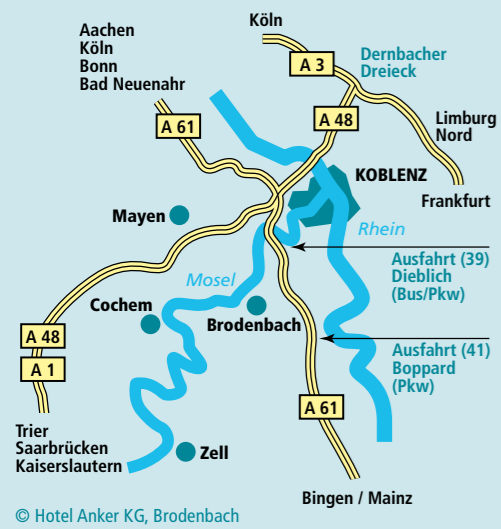 Köln
Aachen
Köln
Bonn
Bad Neuenahr
A 3
Dernbacher
Dreieck
A 61
A 48
Limburg
Nord
KOBLENZ
Frankfurt
Mayen
Rhein
Ausfahrt (39)
Dieblich
(Bus/Pkw)
Mosel
Cochem
Brodenbach
A 48
A 1
Ausfahrt (41)
Boppard
(Pkw)
A 61
Trier
Saarbrücken
Kaiserslautern
Zell
Bingen / Mainz
© Hotel Anker KG, Brodenbach